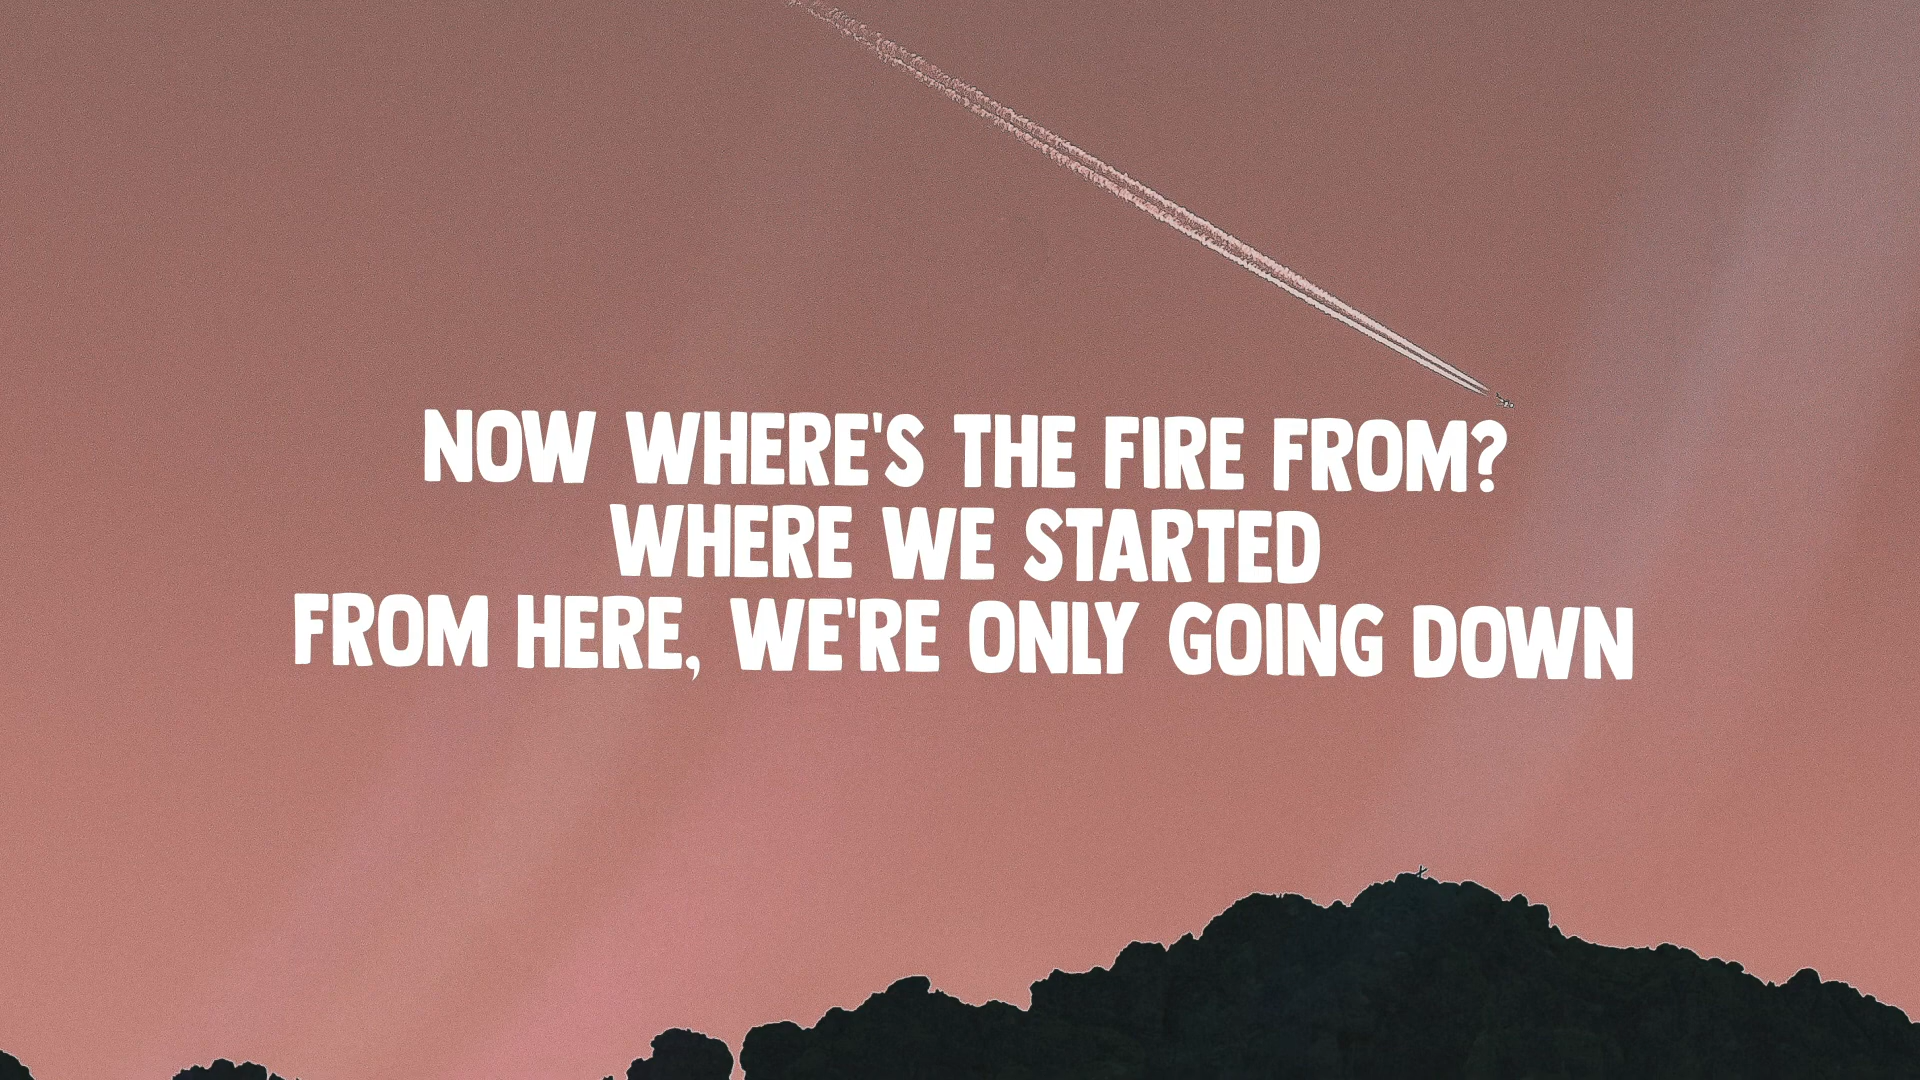 NOW WHERE'S THE FIRE FROM?
WHERE WE STARTED
FROM HERE, WE'RE ONLY GOING DOWN